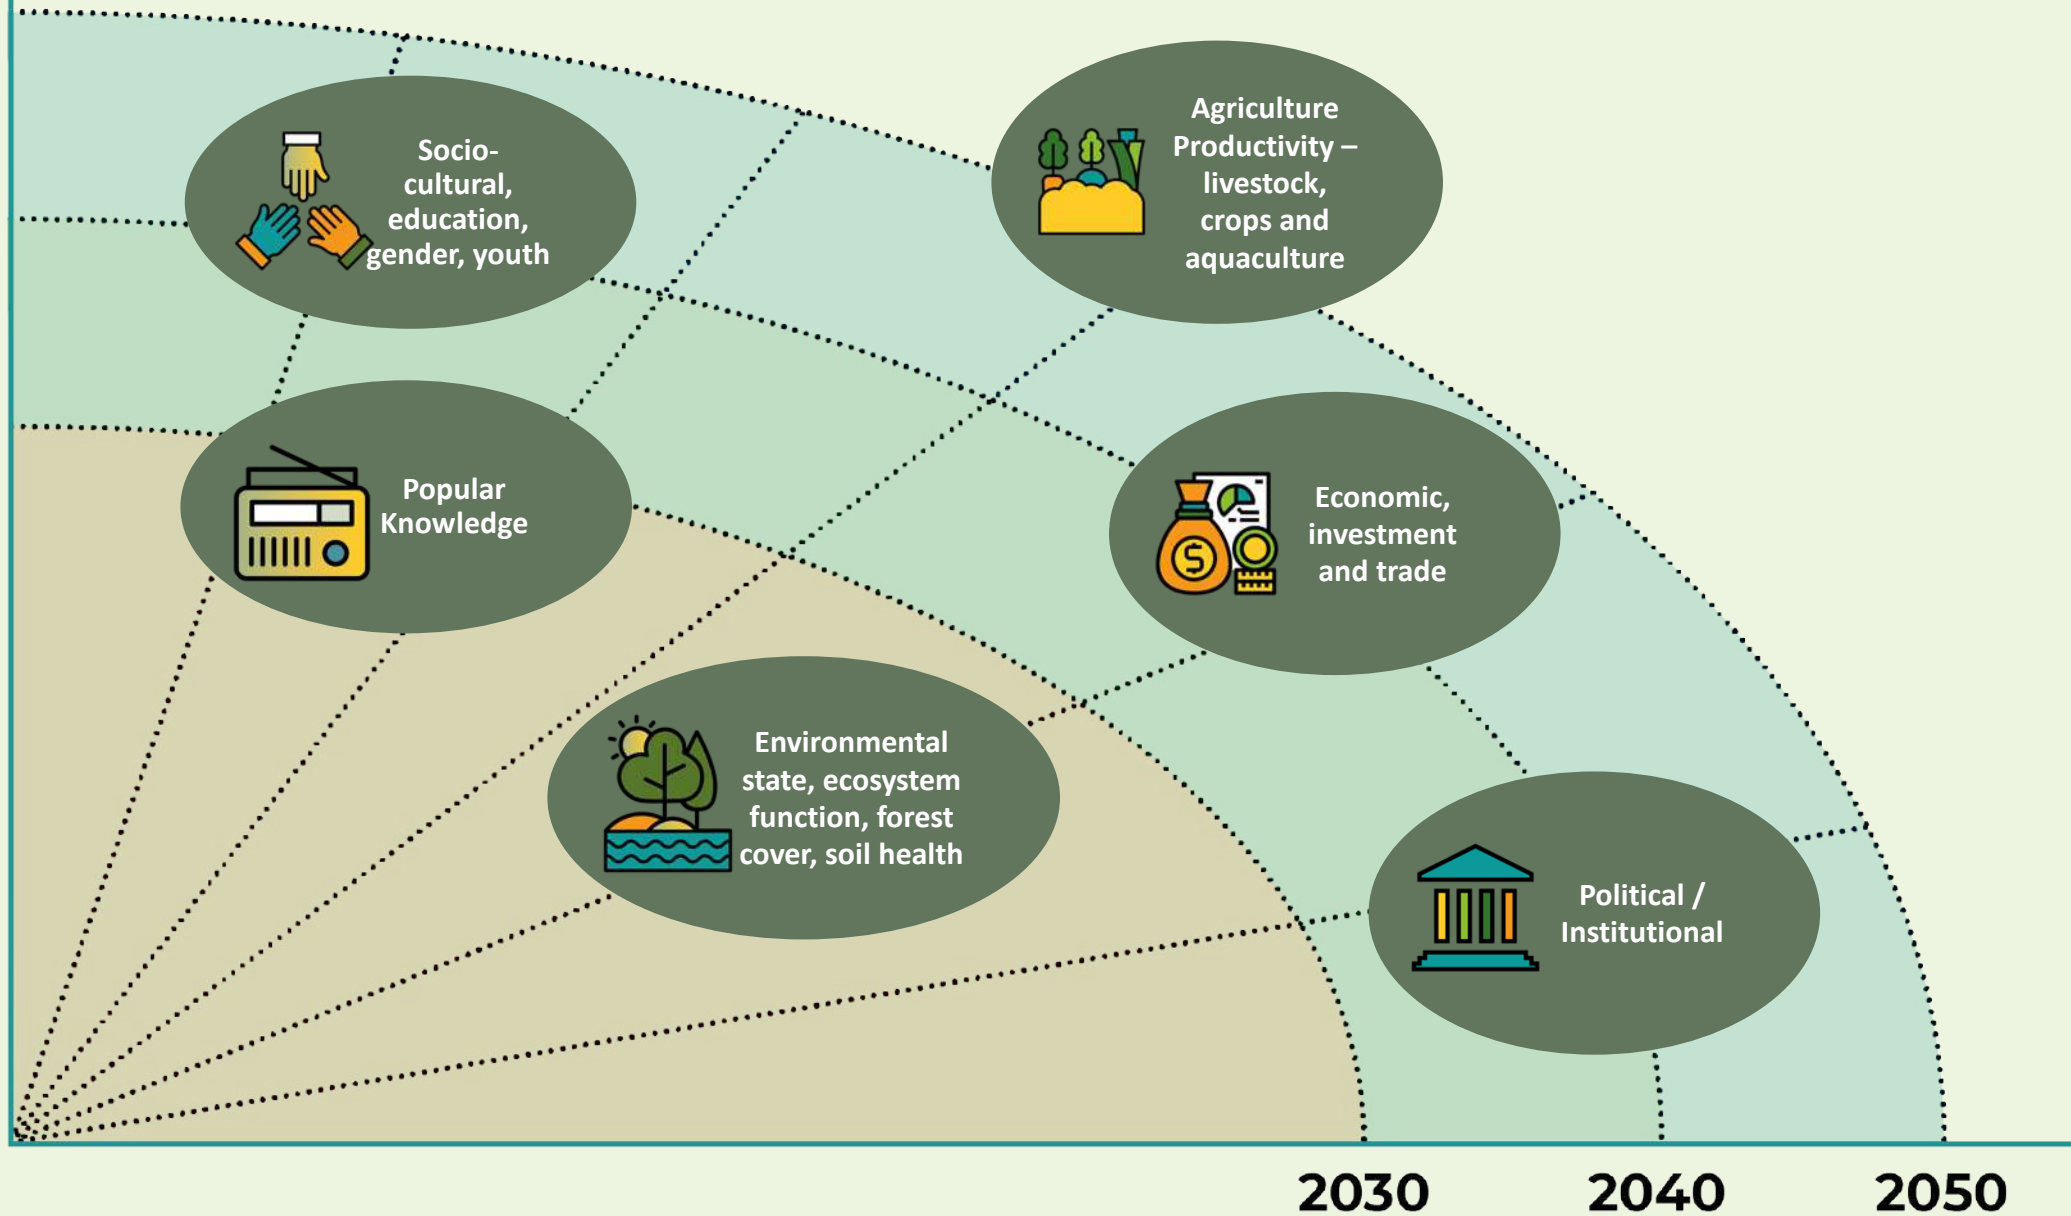 Socio-
cultural,
education,
gender, youth
Agriculture
Productivity –
livestock,
crops and
aquaculture
Popular
Knowledge
Economic,
investment
and trade
$
Environmental
state, ecosystem
function, forest
cover, soil health
Political /
Institutional
2030
2040
2050